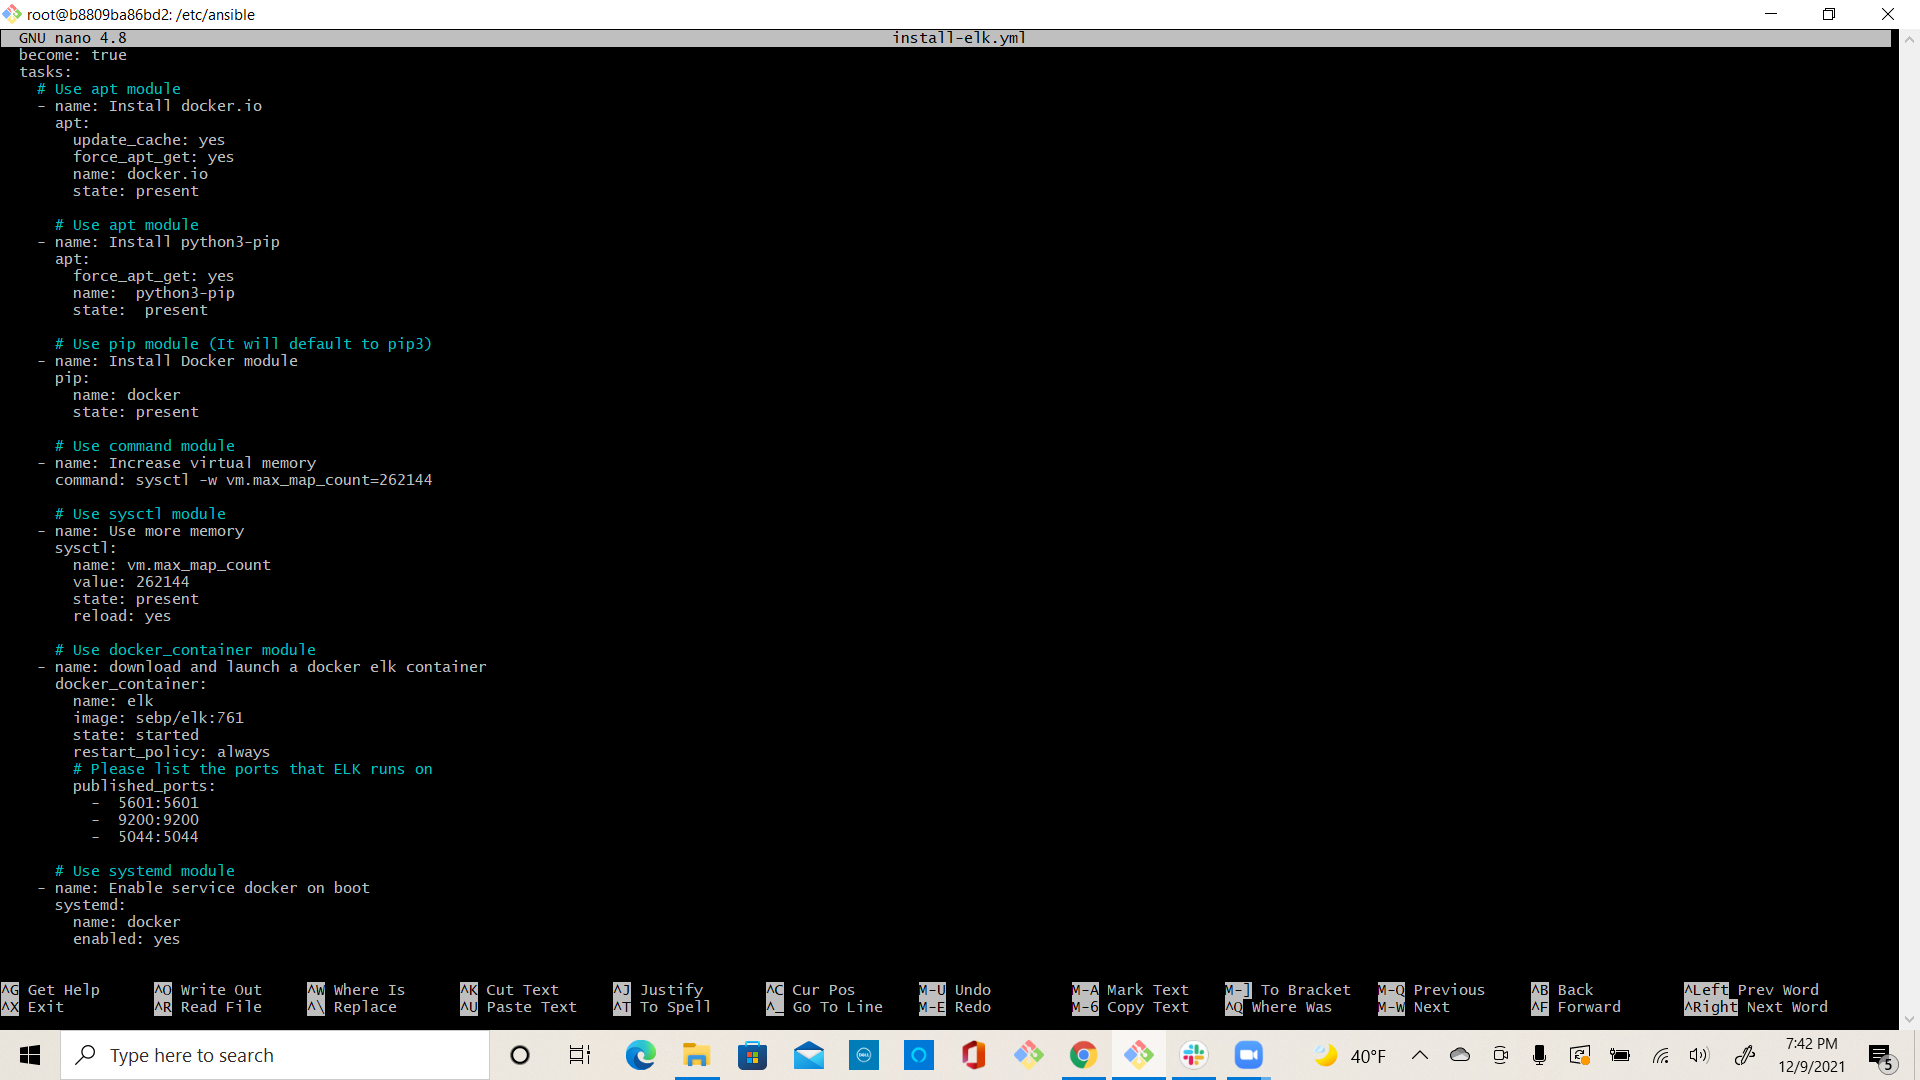 root@b8809ba86bd2: /etc/ansible
GNU nano 4.8 install-elk.yml
become: true
tasks:
# Use apt module
- name: Install docker.io
apt:
update_cache: yes
force_apt_get: yes
name: docker.io
state: present
# Use apt module
- name: Install python3-pip
apt:
force_apt_get: yes
name:  python3-pip
state:  present
# Use pip module (It will default to pip3)
- name: Install Docker module
pip:
name: docker
state: present
# Use command module
- name: Increase virtual memory
command: sysctl -w vm.max_map_count=262144
# Use sysctl module
- name: Use more memory
sysctl:
name: vm.max_map_count
value: 262144
state: present
reload: yes
# Use docker_container module
- name: download and launch a docker elk container
docker_container:
name: elk
image: sebp/elk:761
state: started
restart_policy: always
# Please list the ports that ELK runs on
published_ports:
-  5601:5601
-  9200:9200
-  5044:5044
# Use systemd module
- name: Enable service docker on boot
systemd:
name: docker
enabled: yes
^G Get Help ^O Write Out ^W Where Is ^K Cut Text ^J Justify ^C Cur Pos M-U Undo M-A Mark Text M-] To Bracket M-Q Previous ^B Back ^Left Prev Word
^X Exit ^R Read File ^\ Replace ^U Paste Text ^T To Spell ^_ Go To Line M-E Redo M-6 Copy Text ^Q Where Was M-W Next ^F Forward ^Right Next Word
Type here to search
DELL
40°F
7:42 PM
12/9/2021
5